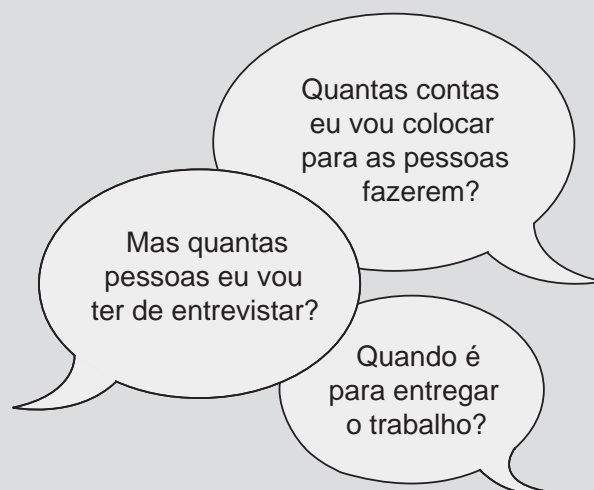 Quantas contas
eu vou colocar
para as pessoas
fazerem?
Mas quantas
pessoas eu vou
ter de entrevistar?
Quando é
para entregar
o trabalho?